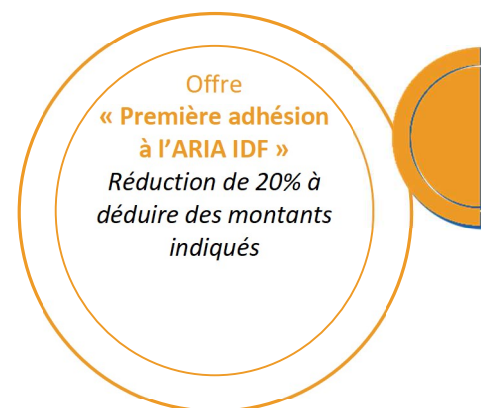 Offre
« Première adhésion
à l’ARIA IDF »
Réduction de 20% à
déduire des montants
indiqués